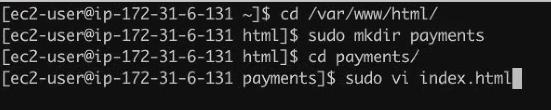 [ec2-user@ip-172-31-6-131 ~]$ cd /var/www/html/
[ec2-user@ip-172-31-6-131 html]$ sudo mkdir payments
[ec2-user@ip-172-31-6-131 html]$ cd payments/
[ec2-user@ip-172-31-6-131 payments]$ sudo vi index.html